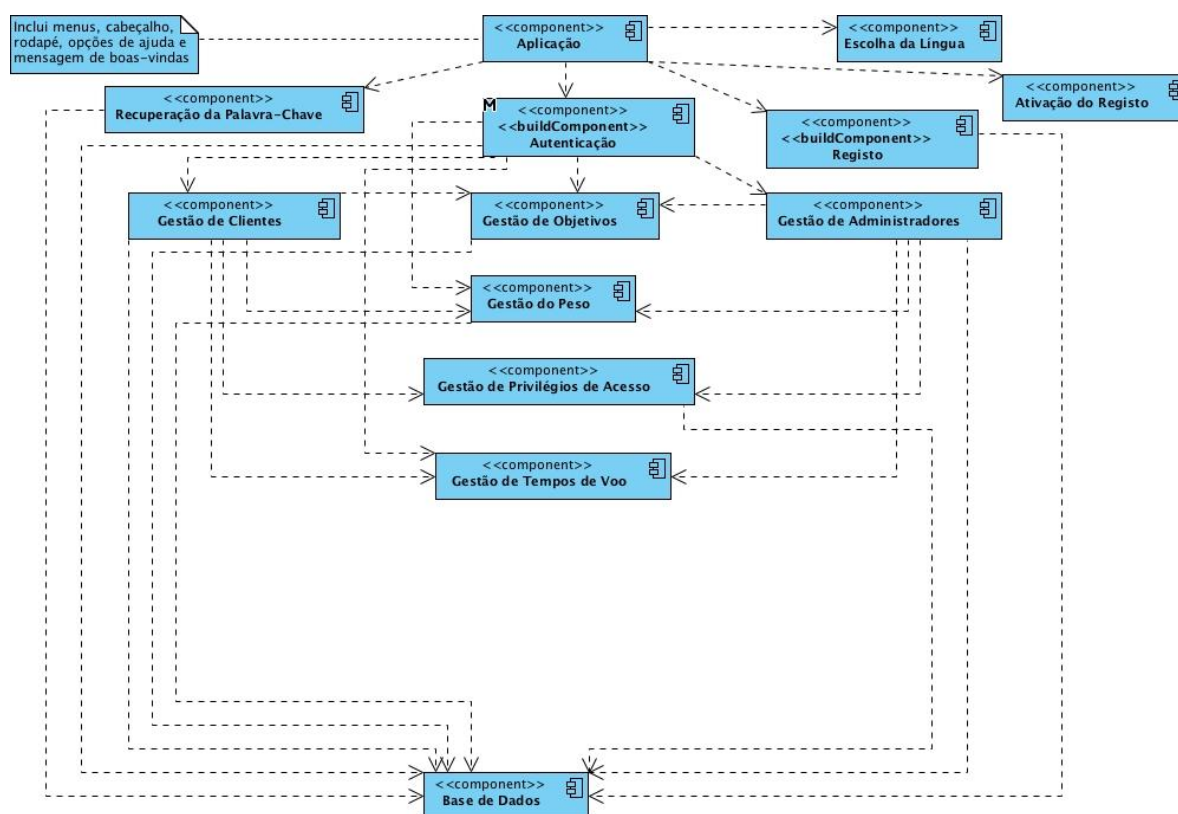 Inclui menus, cabeçalho,
rodapé, opções de ajuda e
mensagem de boas-vindas
<<component>>
Aplicação
<<component>>
Escolha da Língua
<<component>>
Recuperação da Palavra-Chave
M
<<component>>
<<buildComponent>>
Autenticação
<<component>>
<<buildComponent>>
Registo
<<component>>
Ativação do Registo
<<component>>
Gestão de Clientes
<<component>>
Gestão de Objetivos
<<component>>
Gestão de Administradores
<<component>>
Gestão do Peso
<<component>>
Gestão de Privilégios de Acesso
<<component>>
Gestão de Tempos de Voo
<<component>>
Base de Dados